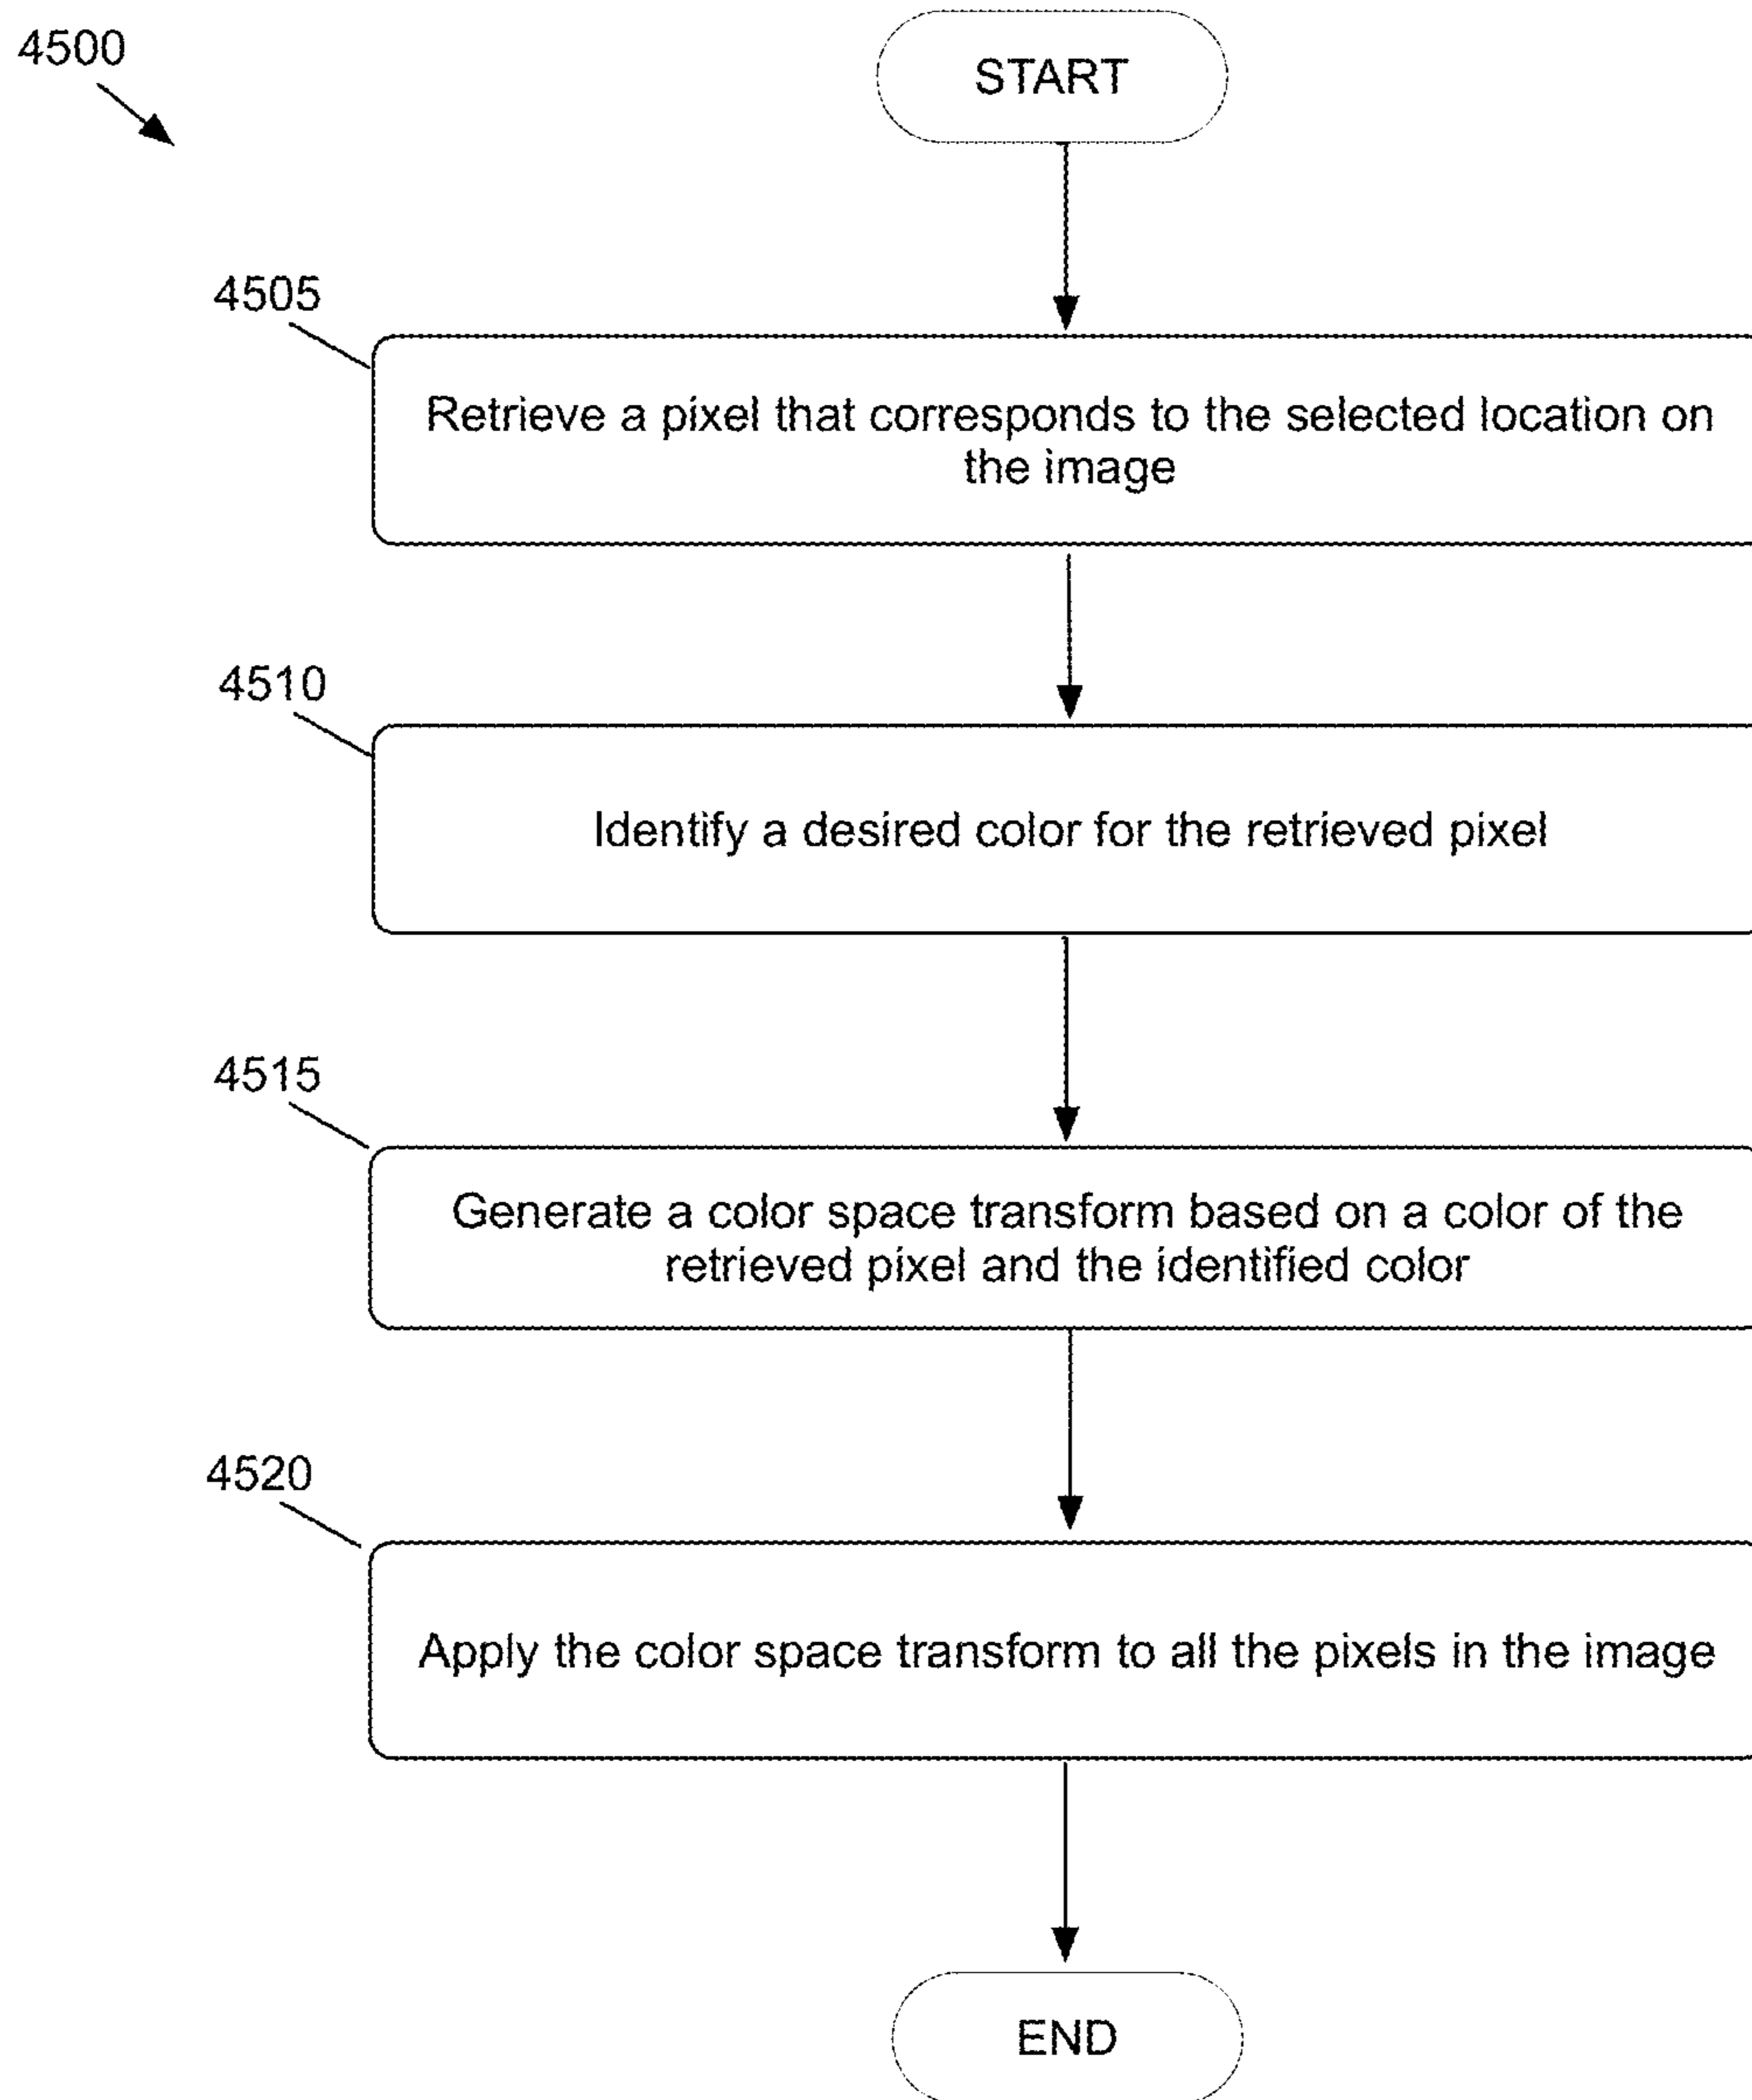 4500
START
4505
Retrieve a pixel that corresponds to the selected location on
the image
4510
Identify a desired color for the retrieved pixel
4515
Generate a color space transform based on a color of the
retrieved pixel and the identified color
4520
Apply the color space transform to all the pixels in the image
END